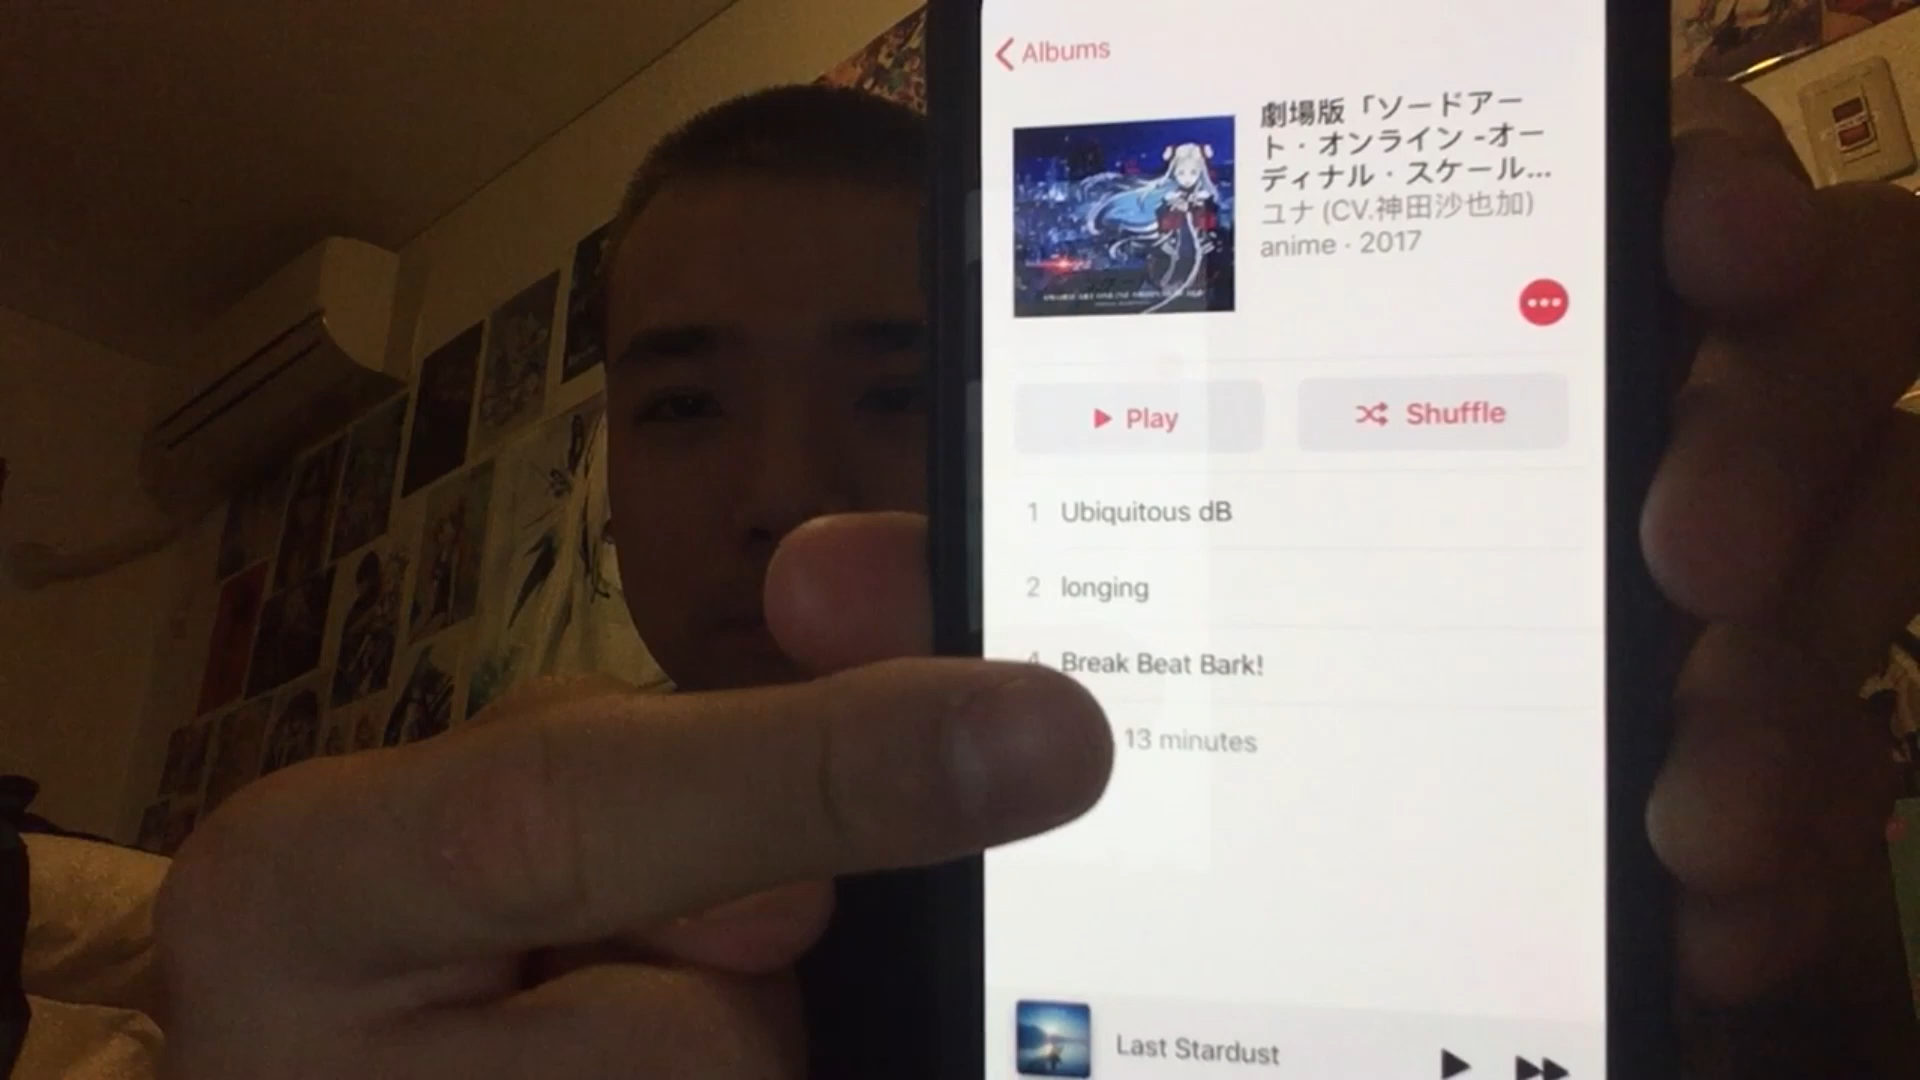 Albums
劇場版「ソードアー
ト・オンライン -オー
ディナル・スケール...
ユナ (CV.神田沙也加)
anime · 2017
Play
Shuffle
1 Ubiquitous dB
2 longing
4 Break Beat Bark!
13 minutes
Last Stardust